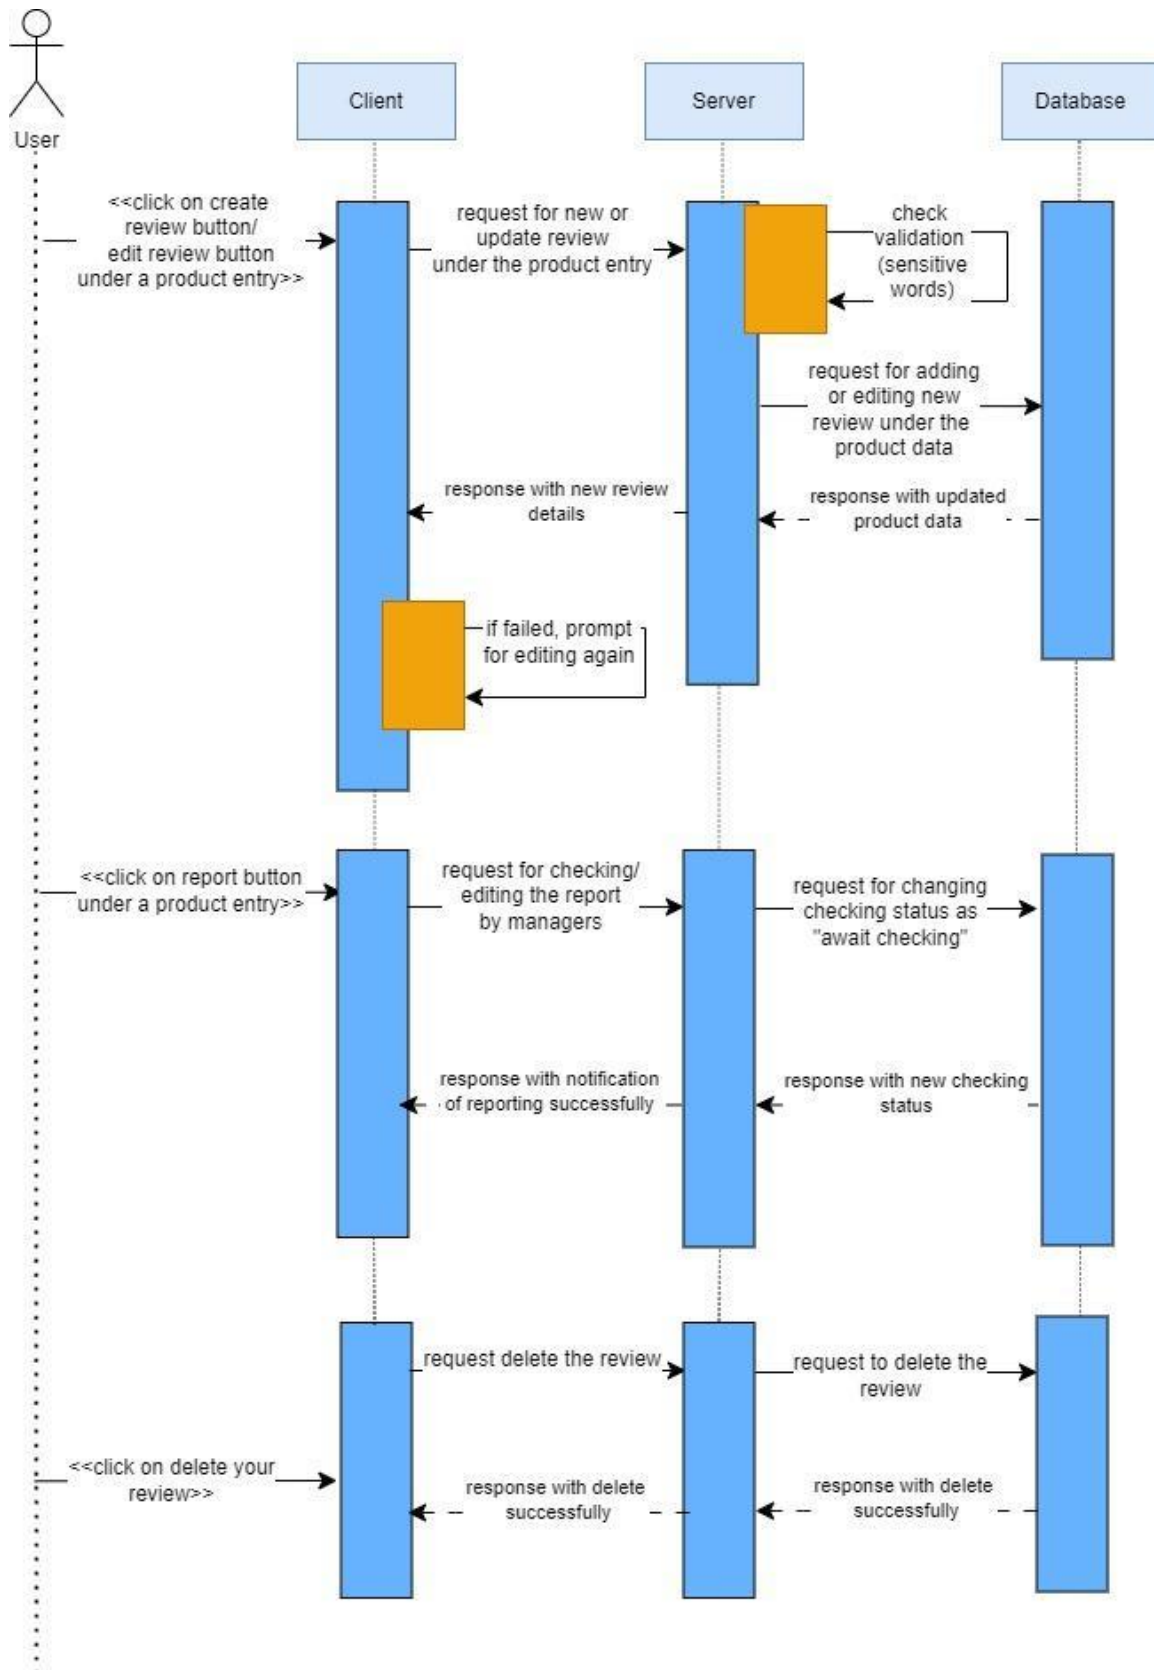 Client
Server
Database
User
<<click on create
review button/
edit review button
under a product entry>>
request for new or
update review
under the product entry
check
validation
(sensitive
words)
request for adding
or editing new
review under the
product data
response with new review
details
response with updated
product data
if failed, prompt
for editing again
<<click on report button
under a product entry>>
request for checking/
editing the report
by managers
request for changing
checking status as
"await checking"
response with notification
of reporting successfully
response with new checking
status
request delete the review
request to delete the
review
<<click on delete your
review>>
response with delete
successfully
response with delete
successfully